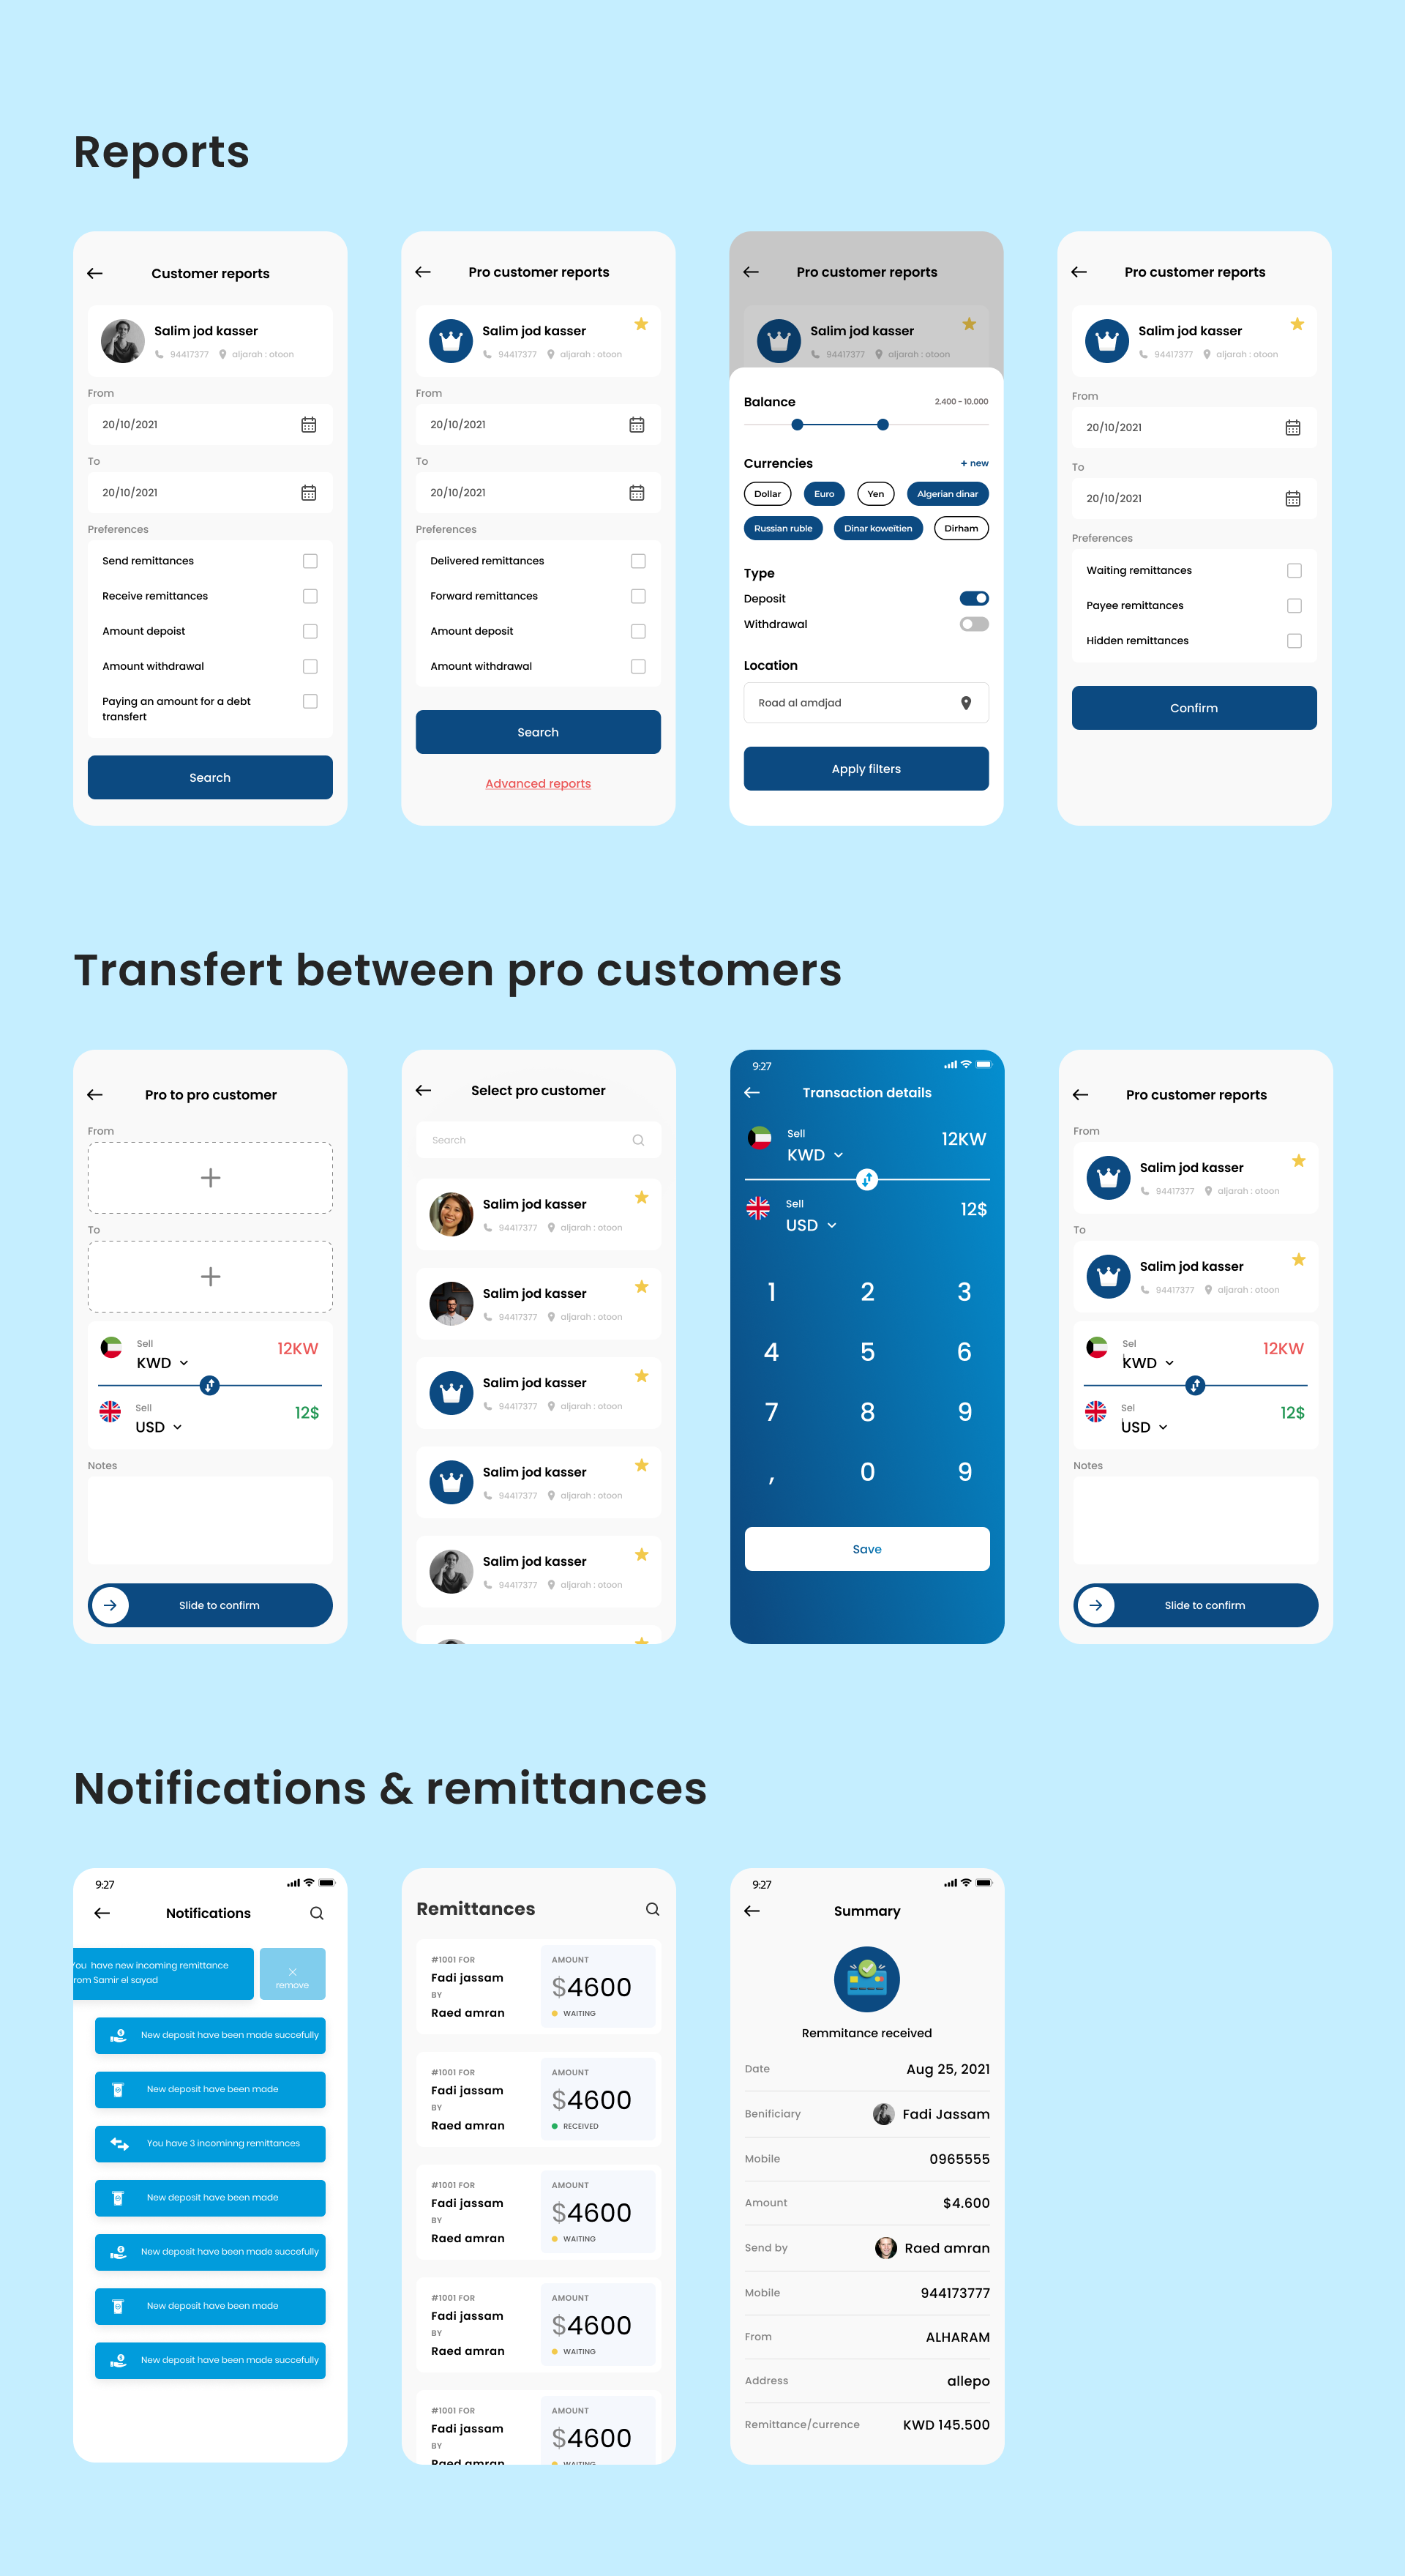 Reports
Customer reports
Salim jod kasser
94417377 aljarah : otoon
From
20/10/2021
To
20/10/2021
Preferences
Send remittances
Receive remittances
Amount depoist
Amount withdrawal
Paying an amount for a debt
transfert
Search
Pro customer reports
Salim jod kasser
94417377 aljarah : otoon
From
20/10/2021
To
20/10/2021
Preferences
Delivered remittances
Forward remittances
Amount deposit
Amount withdrawal
Search
Advanced reports
Pro customer reports
Salim jod kasser
94417377 aljarah : otoon
Balance 2.400 - 10.000
Currencies + new
Dollar Euro Yen Algerian dinar
Russian ruble Dinar koweïtien Dirham
Type
Deposit
Withdrawal
Location
Road al amdjad
Apply filters
Pro customer reports
Salim jod kasser
94417377 aljarah : otoon
From
20/10/2021
To
20/10/2021
Preferences
Waiting remittances
Payee remittances
Hidden remittances
Confirm
Transfert between pro customers
Pro to pro customer
From
To
Sell
KWD 12KW
Sell
USD 12$
Notes
Slide to confirm
Select pro customer
Search
Salim jod kasser
94417377 aljarah : otoon
Salim jod kasser
94417377 aljarah : otoon
Salim jod kasser
94417377 aljarah : otoon
Salim jod kasser
94417377 aljarah : otoon
Salim jod kasser
94417377 aljarah : otoon
9:27
Transaction details
Sell
KWD 12KW
Sell
USD 12$
1 2 3
4 5 6
7 8 9
, 0 9
Save
Pro customer reports
From
Salim jod kasser
94417377 aljarah : otoon
To
Salim jod kasser
94417377 aljarah : otoon
Sel
l
KWD 12KW
Sel
l
USD 12$
Notes
Slide to confirm
Notifications & remittances
9:27
Notifications
You have new incoming remittance
rom Samir el sayad
remove
New deposit have been made succefully
New deposit have been made
You have 3 incominng remittances
New deposit have been made
New deposit have been made succefully
New deposit have been made
New deposit have been made succefully
Remittances
#1001 FOR
Fadi jassam
BY
Raed amran
AMOUNT
$4600
WAITING
#1001 FOR
Fadi jassam
BY
Raed amran
AMOUNT
$4600
RECEIVED
#1001 FOR
Fadi jassam
BY
Raed amran
AMOUNT
$4600
WAITING
#1001 FOR
Fadi jassam
BY
Raed amran
AMOUNT
$4600
WAITING
#1001 FOR
Fadi jassam
BY
Raed amran
AMOUNT
$4600
WAITING
9:27
Summary
Remmitance received
Date Aug 25, 2021
Benificiary Fadi Jassam
Mobile 0965555
Amount $4.600
Send by Raed amran
Mobile 944173777
From ALHARAM
Address allepo
Remittance/currence KWD 145.500